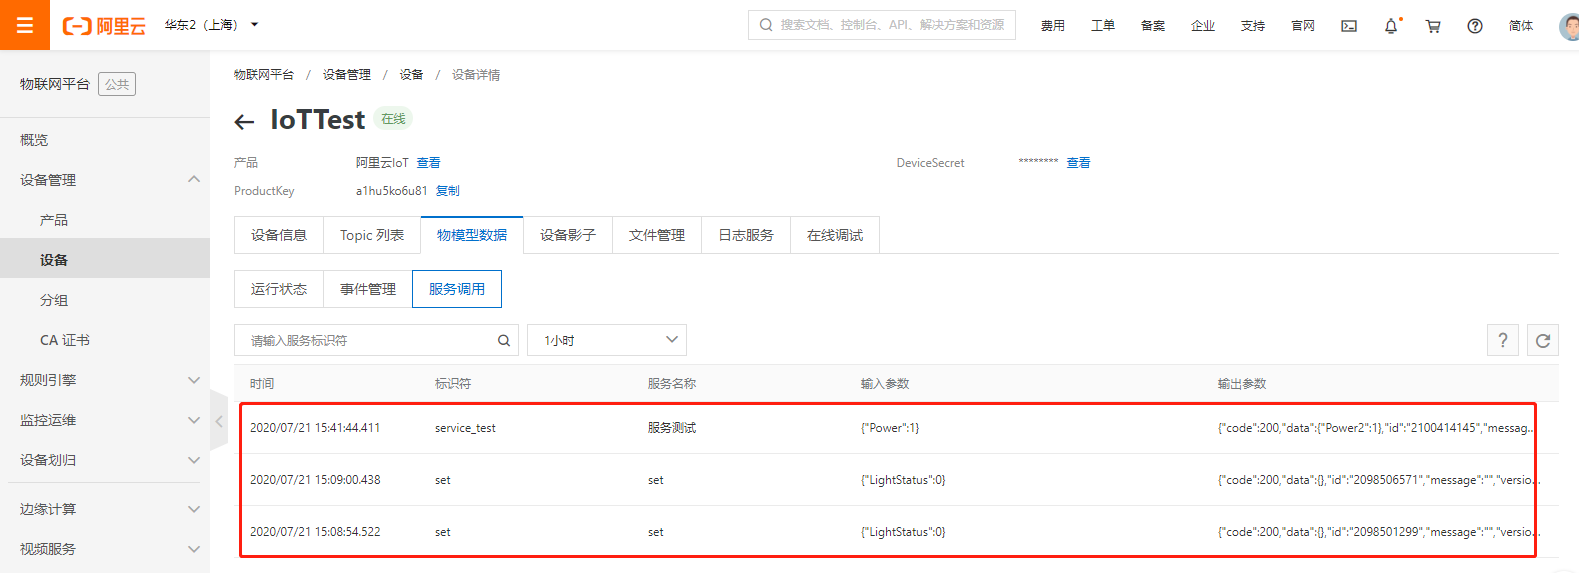 阿里云 华东2（上海） 搜索文档、控制台、API、解决方案和资源 费用 工单 备案 企业 支持 官网 简体
物联网平台 公共
物联网平台 / 设备管理 / 设备 / 设备详情
IoTTest 在线
产品 阿里云IoT 查看 DeviceSecret ******** 查看
ProductKey a1hu5ko6u81 复制
概览
设备管理
产品
设备
分组
CA 证书
规则引擎
监控运维
设备划归
边缘计算
视频服务
设备信息 Topic 列表 物模型数据 设备影子 文件管理 日志服务 在线调试
运行状态 事件管理 服务调用
请输入服务标识符 1小时 ?
时间 标识符 服务名称 输入参数 输出参数
2020/07/21 15:41:44.411 service_test 服务测试 {"Power":1} {"code":200,"data":{"Power2":1},"id":"2100414145","messag...
2020/07/21 15:09:00.438 set set {"LightStatus":0} {"code":200,"data":{},"id":"2098506571","message":"","versio...
2020/07/21 15:08:54.522 set set {"LightStatus":0} {"code":200,"data":{},"id":"2098501299","message":"","versio...